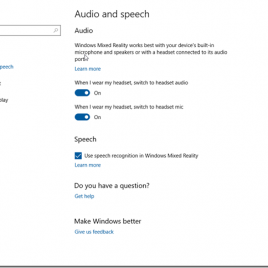 Audio and speech
Audio
Windows Mixed Reality works best with your device's built-in
microphone and speakers or with a headset connected to its audio
port.
Learn more
peech
When I wear my headset, switch to headset audio
On
play
When I wear my headset, switch to headset mic
On
Speech
Use speech recognition in Windows Mixed Reality
Learn more
Do you have a question?
Get help
Make Windows better
Give us feedback